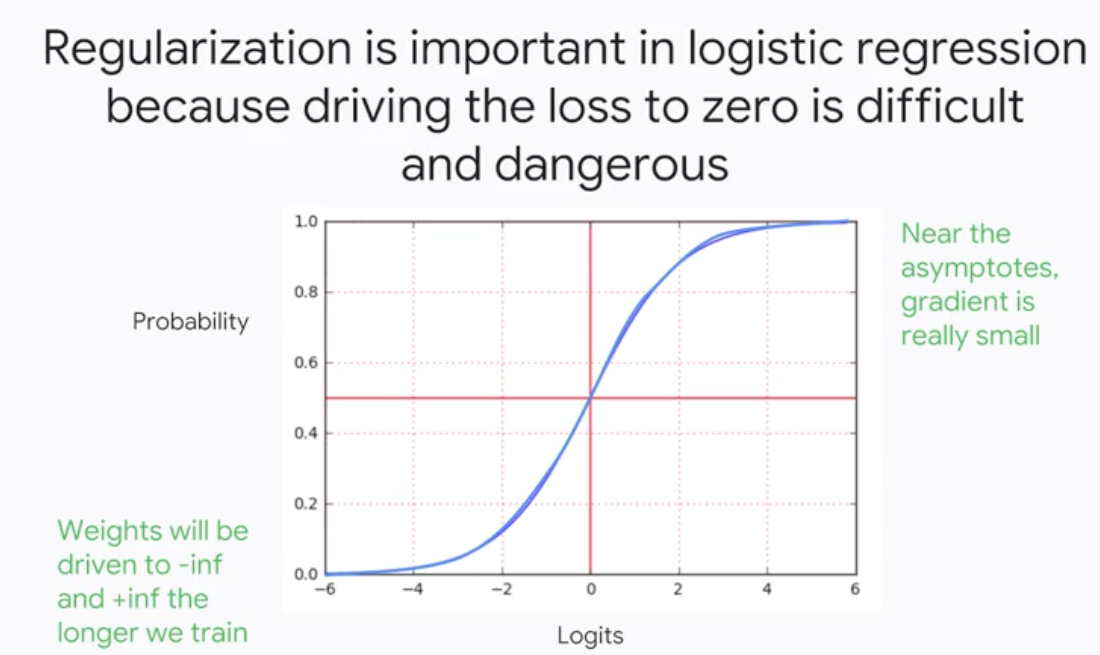 Regularization is important in logistic regression
because driving the loss to zero is difficult
and dangerous
1.0
0.8
0.6
0.4
0.2
0.0
−6
−4
−2
0
2
4
6
Probability
Logits
Near the
asymptotes,
gradient is
really small
Weights will be
driven to -inf
and +inf the
longer we train